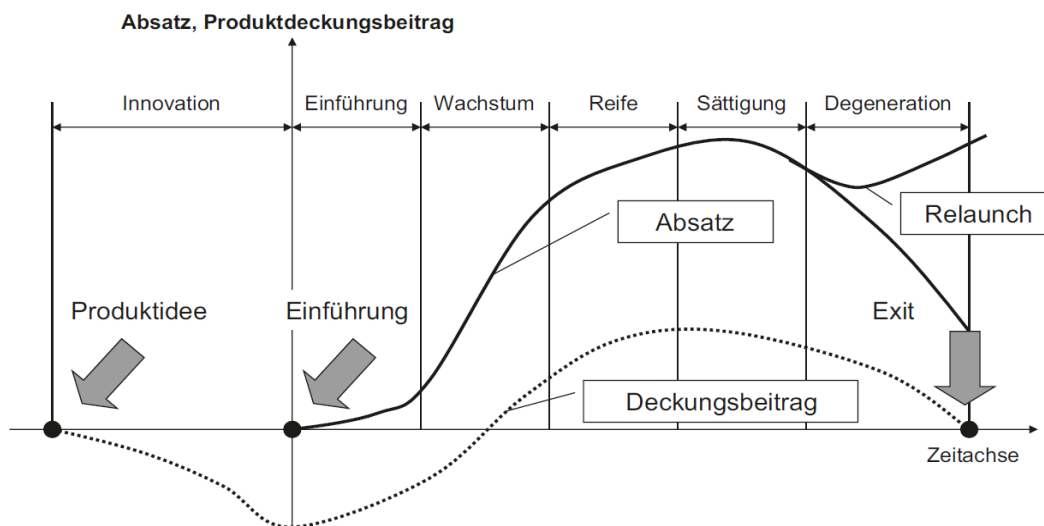 Absatz, Produktdeckungsbeitrag
Innovation Einführung Wachstum Reife Sättigung Degeneration
Relaunch
Absatz
Produktidee Einführung Exit
Deckungsbeitrag
Zeitachse